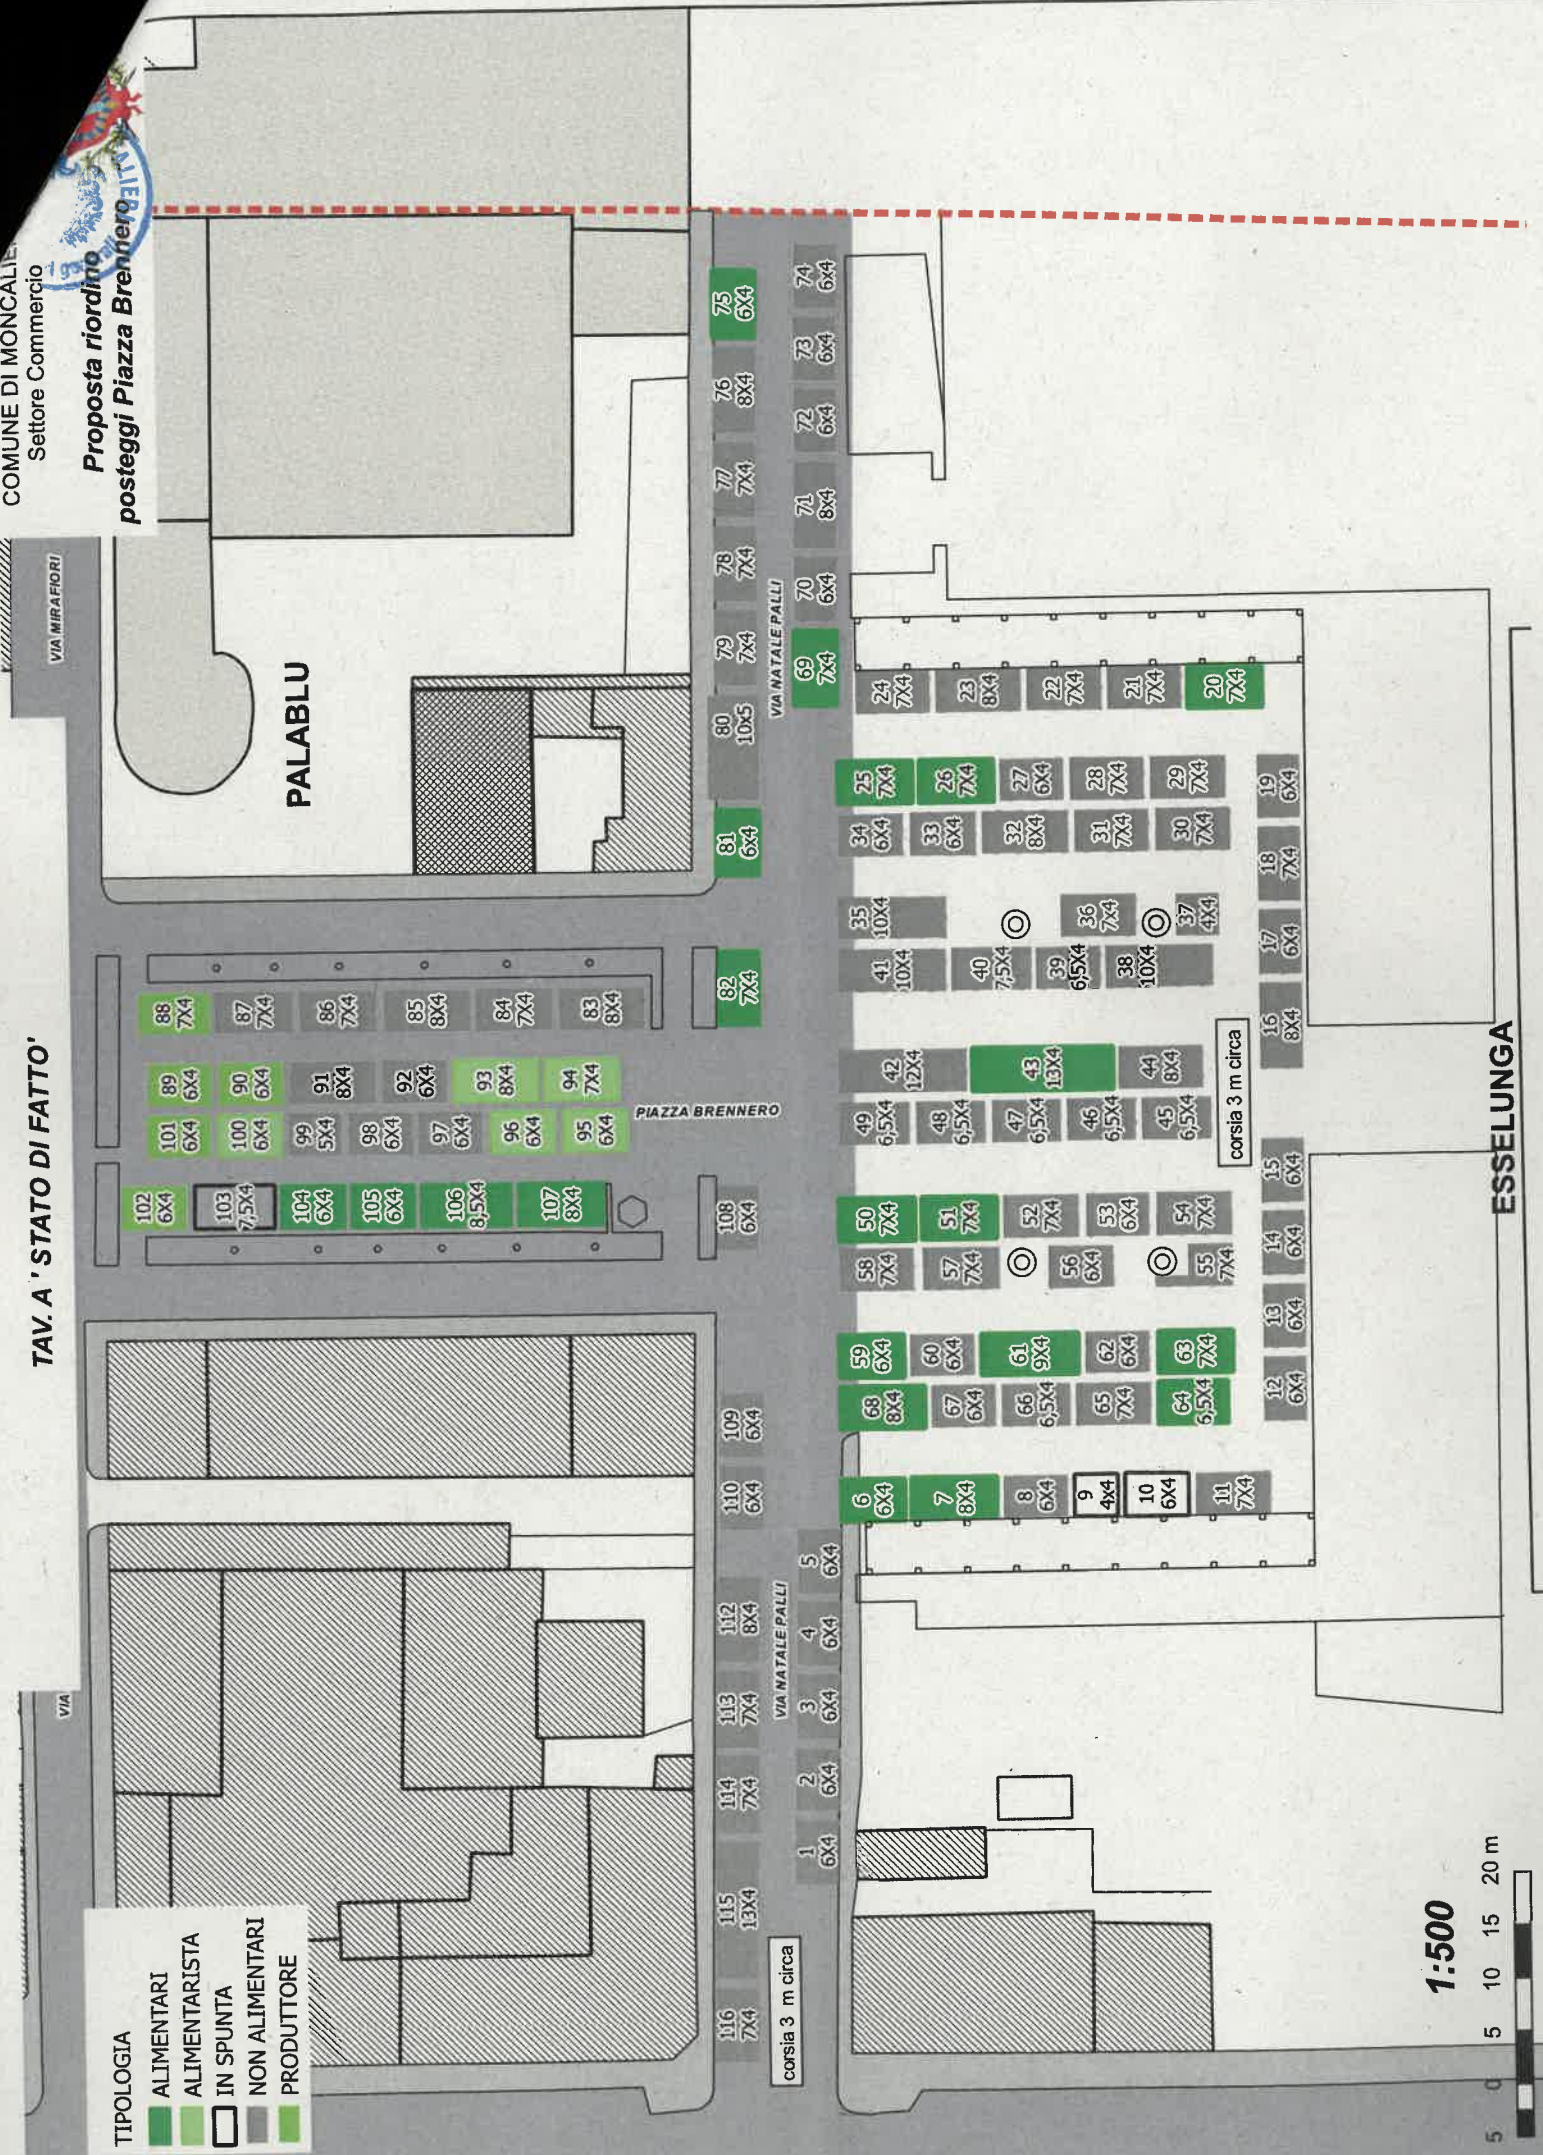 COMUNE DI MONCALIE
Settore Commercio
Proposta riordino
posteggi Piazza Brennero
TAV. A ' STATO DI FATTO'
VIA MIRAFIORI
VIA
PALABLU
TIPOLOGIA
ALIMENTARI
ALIMENTARISTA
IN SPUNTA
NON ALIMENTARI
PRODUTTORE
102
6X4
103
7,5X4
104
6X4
105
6X4
106
8,5X4
107
8X4
108
6X4
101
6X4
100
6X4
99
5X4
98
6X4
97
6X4
96
6X4
95
6X4
89
6X4
90
6X4
91
8X4
92
6X4
93
8X4
94
7X4
88
7X4
87
7X4
86
7X4
85
8X4
84
7X4
83
8X4
PIAZZA BRENNERO
116
7X4
115
13X4
114
7X4
113
7X4
112
8X4
110
6X4
109
6X4
82
7X4
81
6x4
80
10x5
79
7x4
78
7X4
77
7X4
76
8X4
75
6X4
corsia 3 m circa
VIA NATALE PALLI
VIA NATALE PALLI
1
6X4
2
6X4
3
6X4
4
6X4
5
6X4
69
7x4
70
6x4
71
8x4
72
6x4
73
6x4
74
6x4
6
6X4
7
8X4
8
6X4
9
4x4
10
6X4
11
7X4
68
8X4
67
6X4
66
6,5X4
65
7X4
64
6,5X4
59
6X4
60
6X4
61
9X4
62
6X4
63
7X4
58
7X4
57
7X4
56
6X4
55
7X4
50
7X4
51
7X4
52
7X4
53
6X4
54
7X4
49
6,5X4
48
6,5X4
47
6,5X4
46
6,5X4
45
6,5X4
42
12X4
43
13X4
44
8X4
41
10X4
40
7,5X4
39
6,5X4
38
10X4
35
10X4
36
7x4
37
4X4
34
6X4
33
6X4
32
8X4
31
7X4
30
7X4
25
7X4
26
7X4
27
6X4
28
7X4
29
7X4
24
7X4
23
8X4
22
7X4
21
7X4
20
7X4
12
6X4
13
6X4
14
6X4
15
6X4
16
8X4
17
6X4
18
7X4
19
6X4
corsia 3 m circa
ESSELUNGA
1:500
5 0 5 10 15 20 m